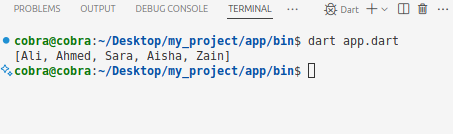 PROBLEMS OUTPUT DEBUG CONSOLE TERMINAL ... Dart
cobra@cobra:~/Desktop/my_project/app/bin$ dart app.dart
[Ali, Ahmed, Sara, Aisha, Zain]
cobra@cobra:~/Desktop/my_project/app/bin$